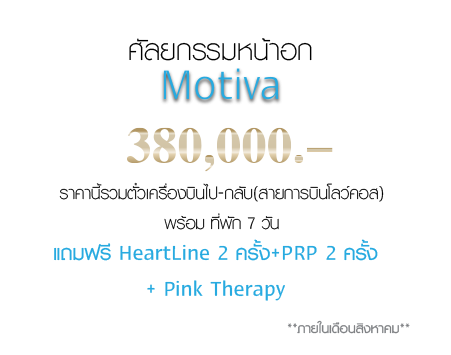 ศัลยกรรมหน้าอก
Motiva
380,000.–
ราคานี้รวมตั๋วเครื่องบินไป-กลับ(สายการบินโลว์คอส)
พร้อม ที่พัก 7 วัน
แถมฟรี HeartLine 2 ครั้ง+PRP 2 ครั้ง
+ Pink Therapy
**ภายในเดือนสิงหาคม**